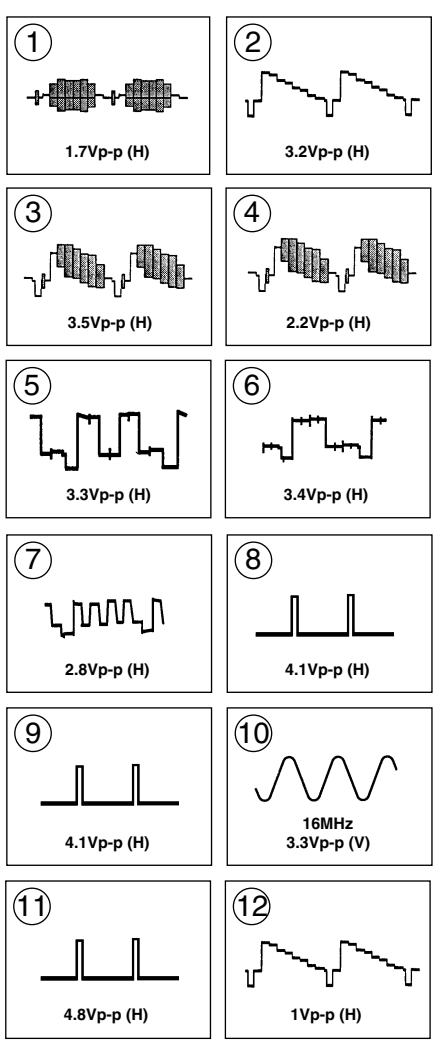 1
1.7Vp-p (H)
2
3.2Vp-p (H)
3
3.5Vp-p (H)
4
2.2Vp-p (H)
5
3.3Vp-p (H)
6
3.4Vp-p (H)
7
2.8Vp-p (H)
8
4.1Vp-p (H)
9
4.1Vp-p (H)
10
16MHz
3.3Vp-p (V)
11
4.8Vp-p (H)
12
1Vp-p (H)